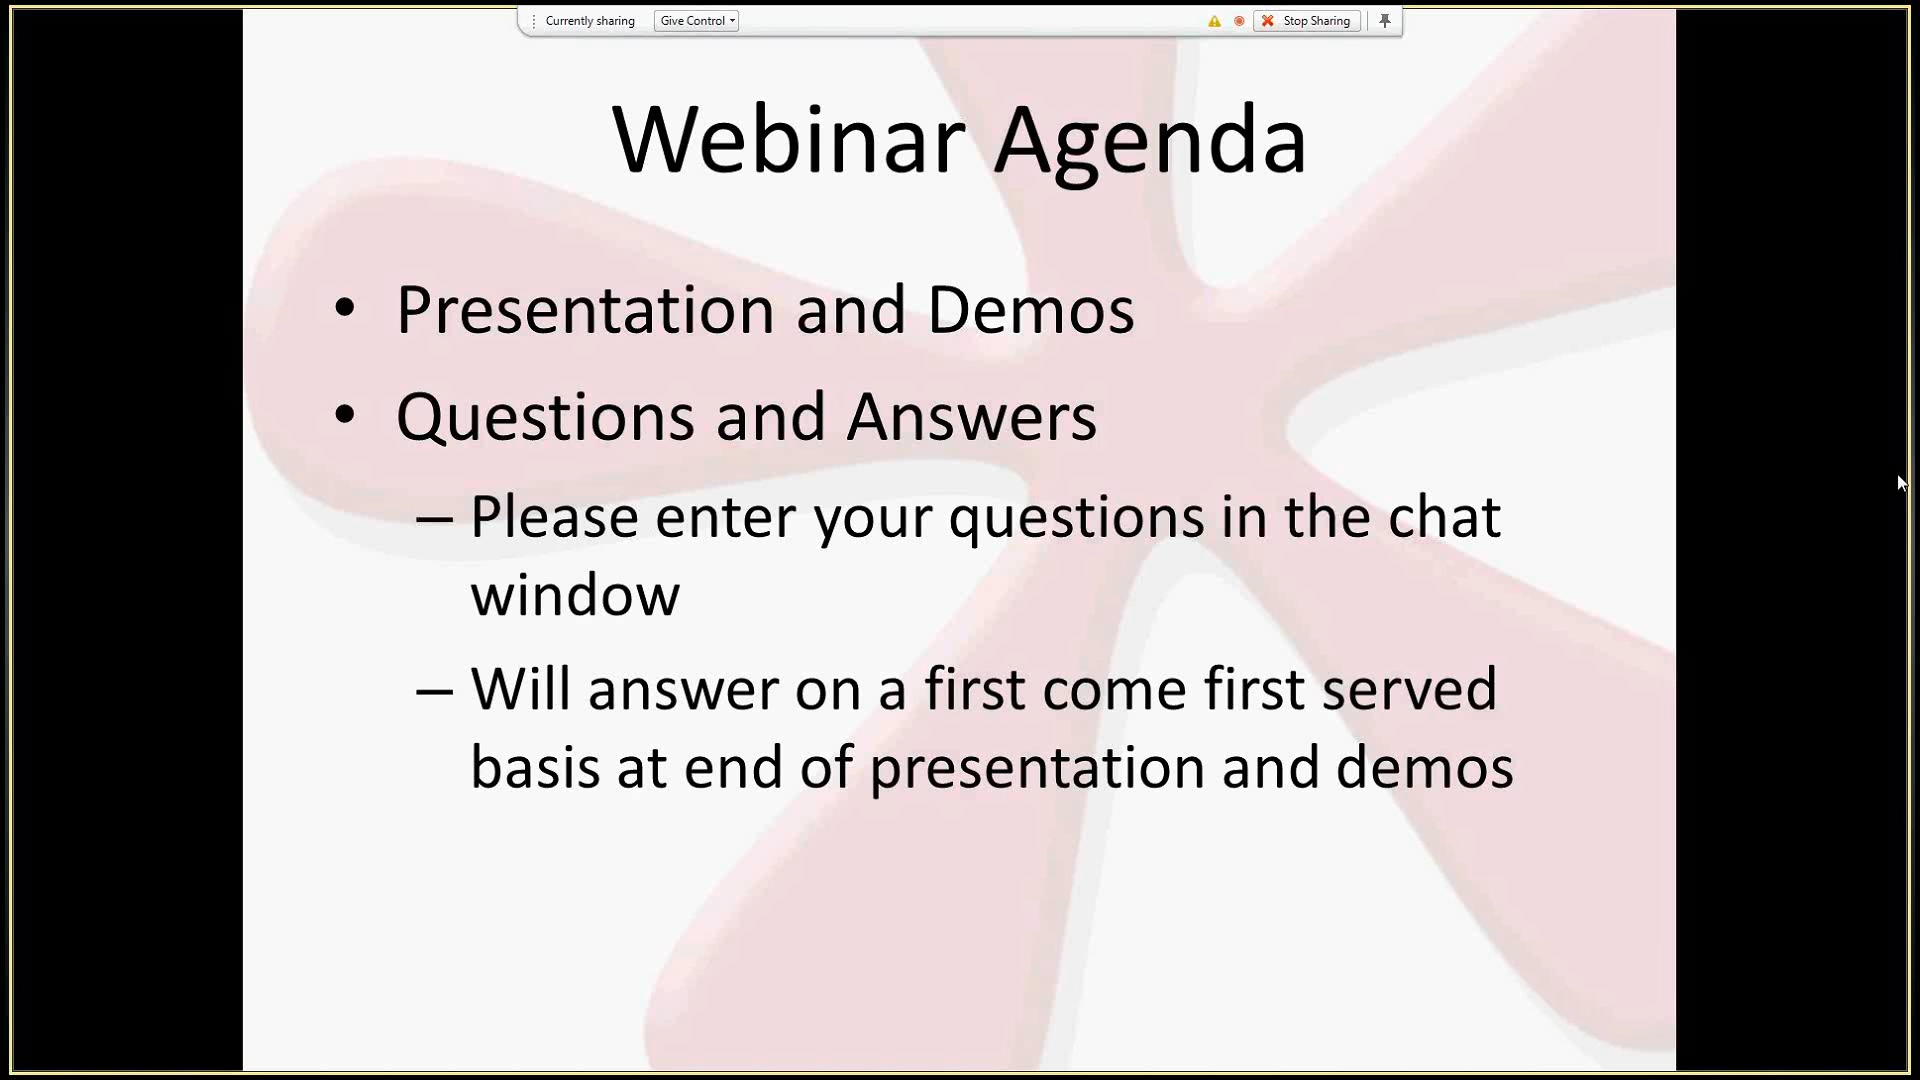 Currently sharing Give Control Stop Sharing
Webinar Agenda
• Presentation and Demos
• Questions and Answers
– Please enter your questions in the chat
window
– Will answer on a first come first served
basis at end of presentation and demos